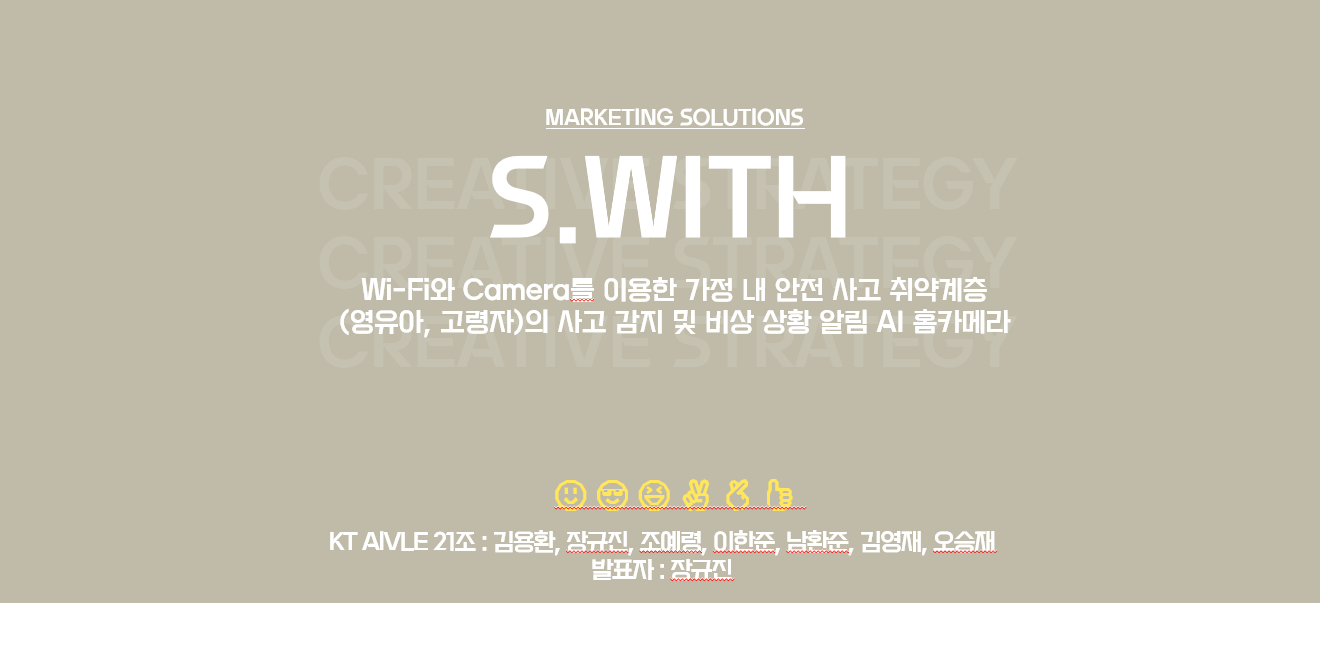 MARKETING SOLUTIONS
CREATIVE STRATEGY
S.WITH
CREATIVE STRATEGY
Wi-Fi와 Camera를 이용한 가정 내 안전 사고 취약계층
(영유아, 고령자)의 사고 감지 및 비상 상황 알림 AI 홈카메라
CREATIVE STRATEGY
KT AIVLE 21조 : 김용환, 장규진, 조예령, 이한준, 남환준, 김영재, 오승재
발표자 : 장규진